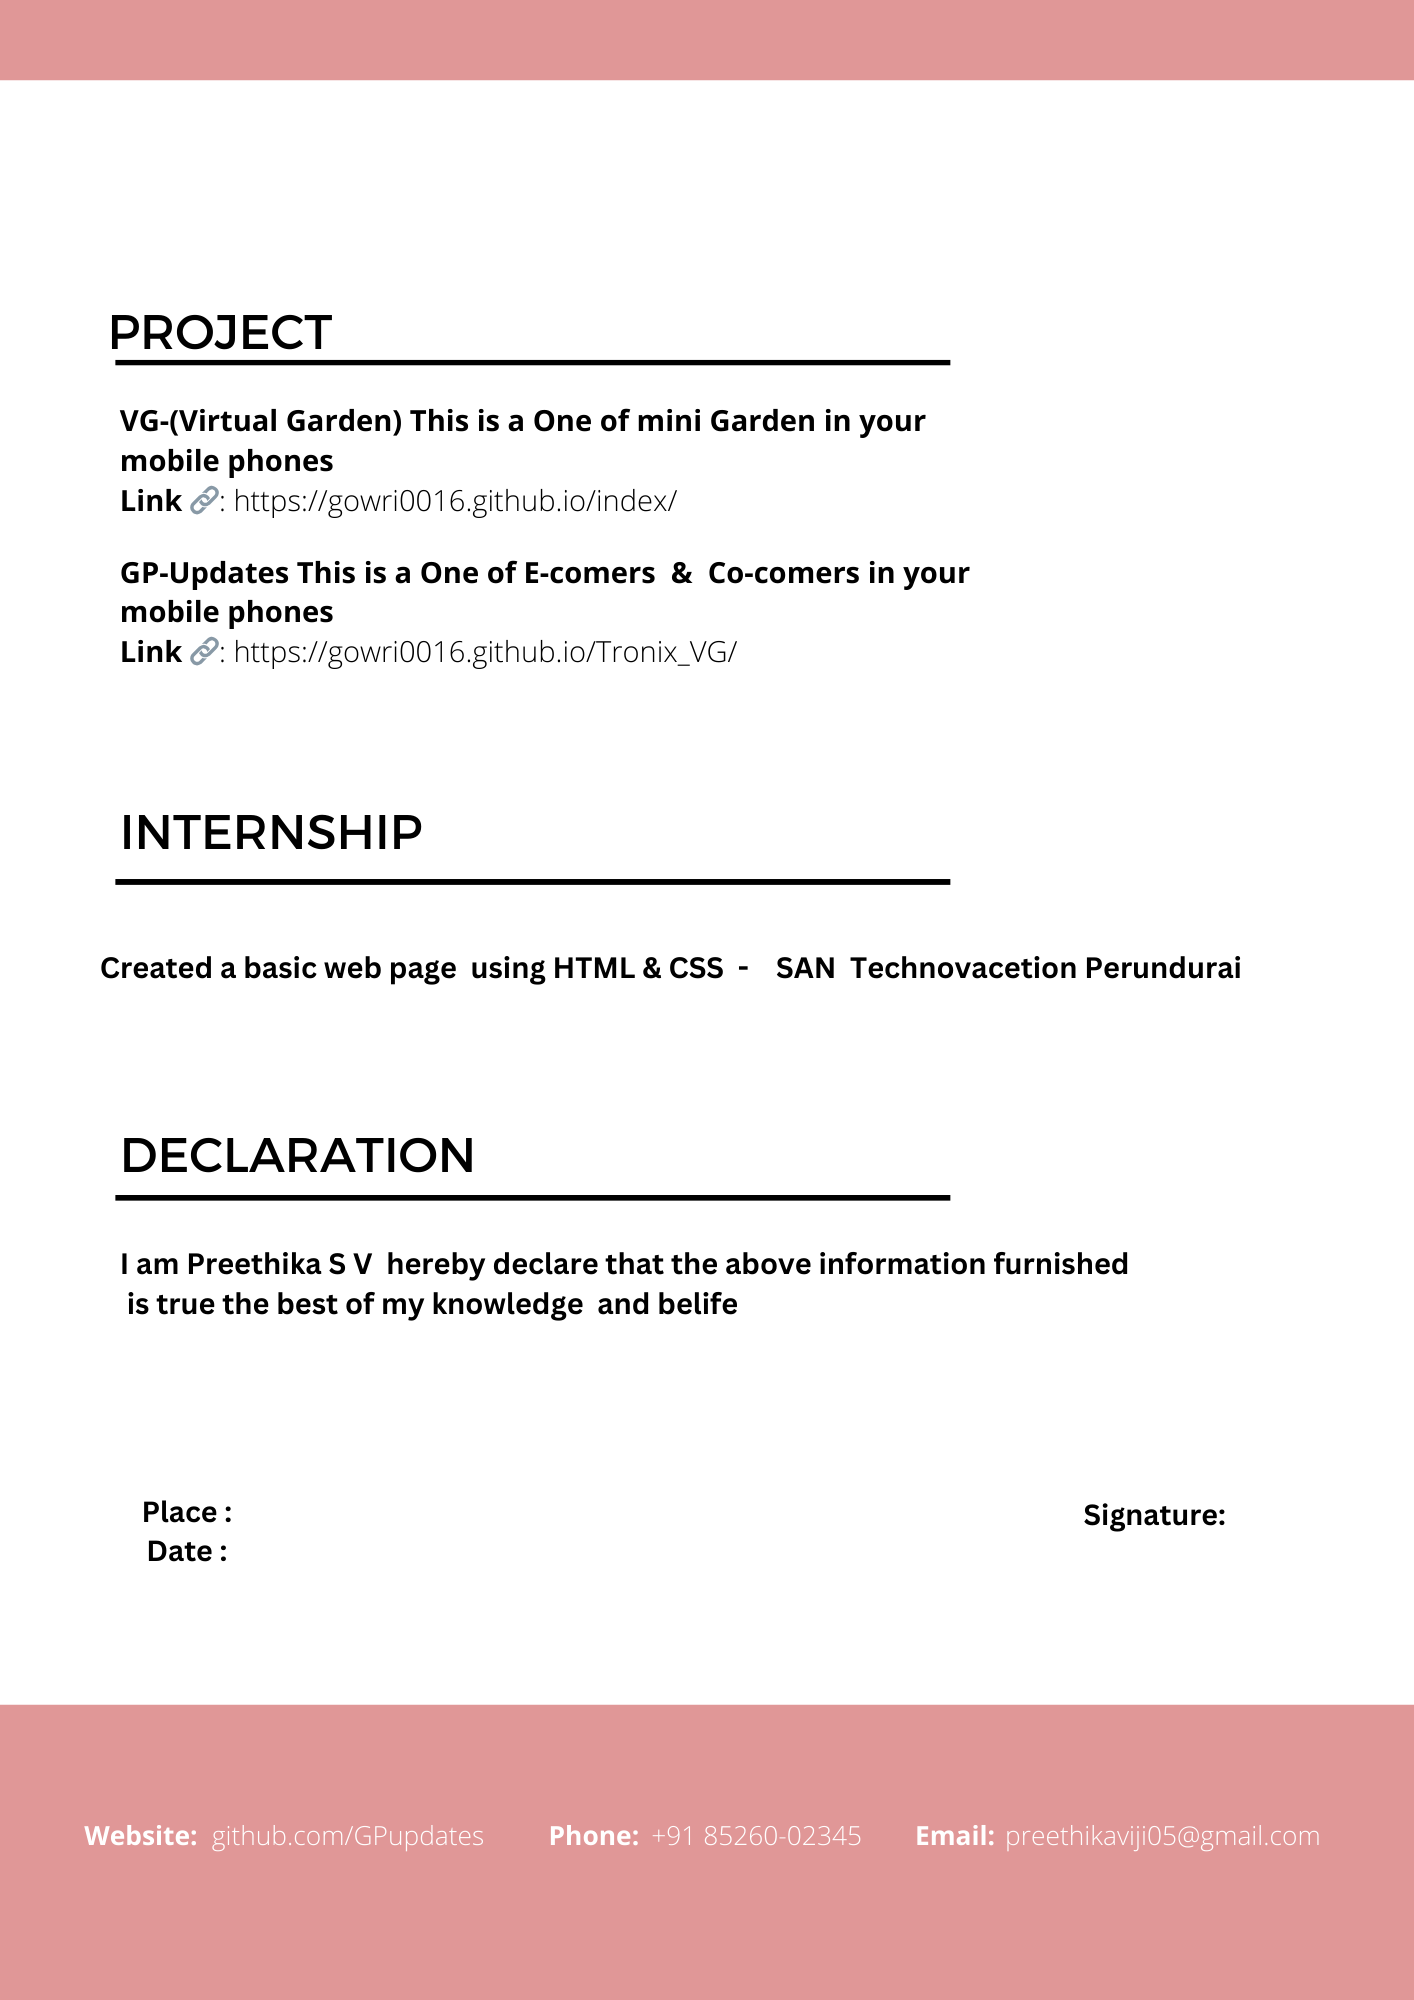 PROJECT
VG-(Virtual Garden) This is a One of mini Garden in your
mobile phones
Link 🔗: https://gowri0016.github.io/index/
GP-Updates This is a One of E-comers & Co-comers in your
mobile phones
Link 🔗: https://gowri0016.github.io/Tronix_VG/
INTERNSHIP
Created a basic web page using HTML & CSS - SAN Technovacetion Perundurai
DECLARATION
I am Preethika S V hereby declare that the above information furnished
is true the best of my knowledge and belife
Place :
Date :
Signature:
Website: github.com/GPupdates Phone: +91 85260-02345 Email: preethikaviji05@gmail.com